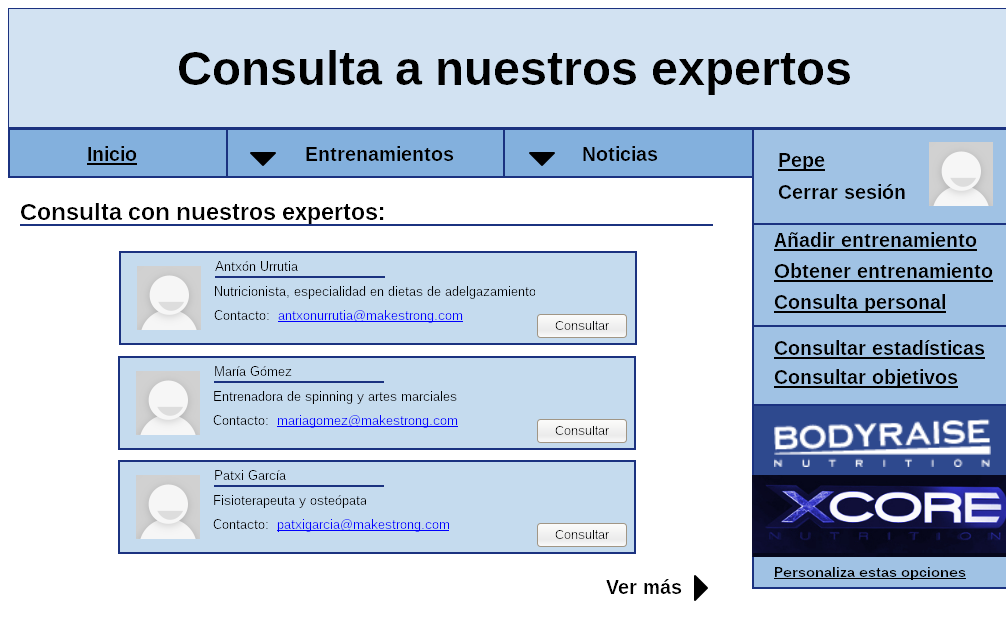 Consulta a nuestros expertos
Inicio
Entrenamientos
Noticias
Pepe
Cerrar sesión
Consulta con nuestros expertos:
Antxón Urrutia
Nutricionista, especialidad en dietas de adelgazamiento
Contacto: antxonurrutia@makestrong.com
Consultar
María Gómez
Entrenadora de spinning y artes marciales
Contacto: mariagomez@makestrong.com
Consultar
Patxi García
Fisioterapeuta y osteópata
Contacto: patxigarcia@makestrong.com
Consultar
Ver más
Añadir entrenamiento
Obtener entrenamiento
Consulta personal
Consultar estadísticas
Consultar objetivos
BODYRAISE
NUTRITION
XCORE
NUTRITION
Personaliza estas opciones